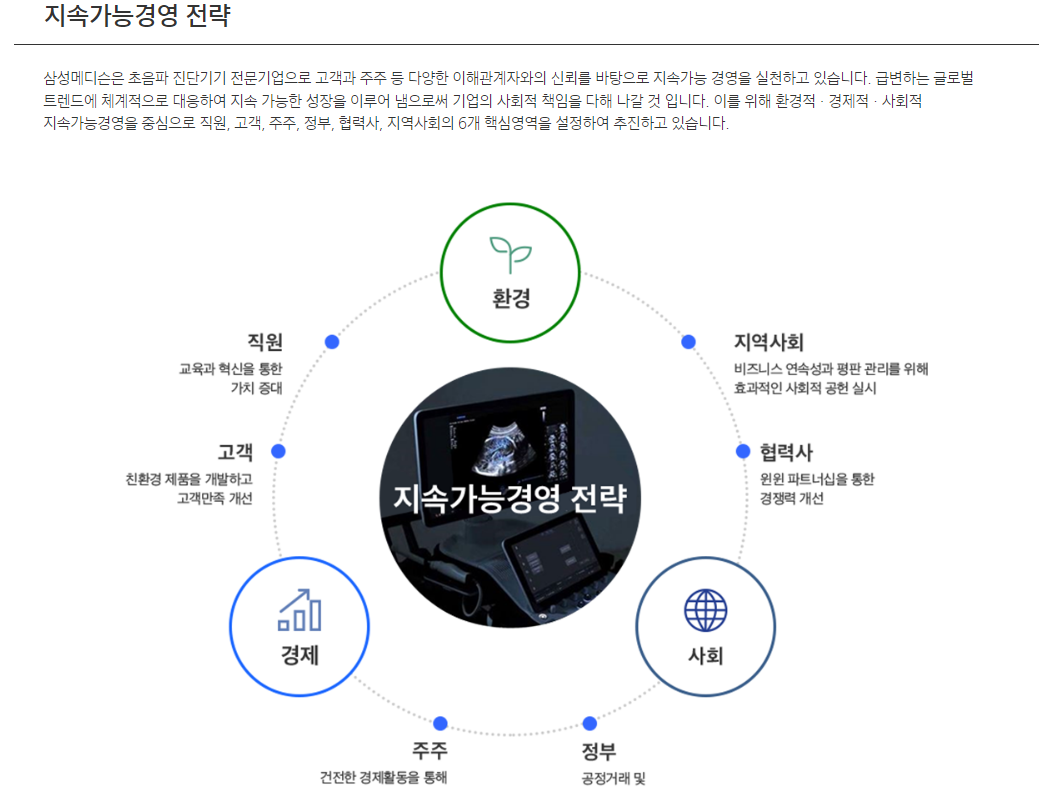 지속가능경영 전략
삼성메디슨은 초음파 진단기기 전문기업으로 고객과 주주 등 다양한 이해관계자와의 신뢰를 바탕으로 지속가능 경영을 실천하고 있습니다. 급변하는 글로벌
트렌드에 체계적으로 대응하여 지속 가능한 성장을 이루어 냄으로써 기업의 사회적 책임을 다해 나갈 것 입니다. 이를 위해 환경적 · 경제적 · 사회적
지속가능경영을 중심으로 직원, 고객, 주주, 정부, 협력사, 지역사회의 6개 핵심영역을 설정하여 추진하고 있습니다.
환경
직원
교육과 혁신을 통한
가치 증대
지역사회
비즈니스 연속성과 평판 관리를 위해
효과적인 사회적 공헌 실시
고객
친환경 제품을 개발하고
고객만족 개선
협력사
윈윈 파트너십을 통한
경쟁력 개선
지속가능경영 전략
경제
사회
주주
건전한 경제활동을 통해
정부
공정거래 및